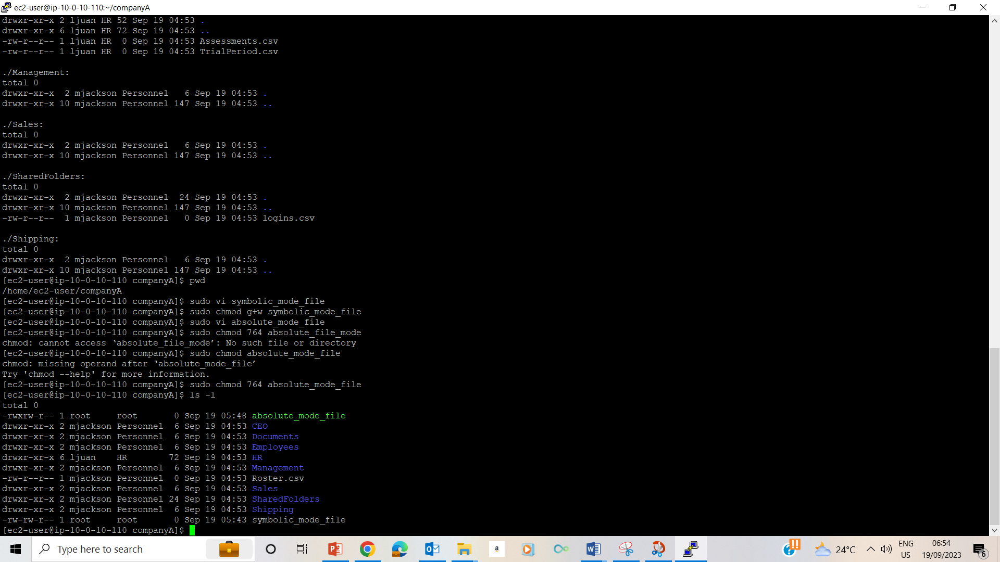 ec2-user@ip-10-0-10-110:~/companyA
drwxr-xr-x 2 ljuan HR 52 Sep 19 04:53 .
drwxr-xr-x 6 ljuan HR 72 Sep 19 04:53 ..
-rw-r--r-- 1 ljuan HR  0 Sep 19 04:53 Assessments.csv
-rw-r--r-- 1 ljuan HR  0 Sep 19 04:53 TrialPeriod.csv
./Management:
total 0
drwxr-xr-x  2 mjackson Personnel   6 Sep 19 04:53 .
drwxr-xr-x 10 mjackson Personnel 147 Sep 19 04:53 ..
./Sales:
total 0
drwxr-xr-x  2 mjackson Personnel   6 Sep 19 04:53 .
drwxr-xr-x 10 mjackson Personnel 147 Sep 19 04:53 ..
./SharedFolders:
total 0
drwxr-xr-x  2 mjackson Personnel  24 Sep 19 04:53 .
drwxr-xr-x 10 mjackson Personnel 147 Sep 19 04:53 ..
-rw-r--r--  1 mjackson Personnel   0 Sep 19 04:53 logins.csv
./Shipping:
total 0
drwxr-xr-x  2 mjackson Personnel   6 Sep 19 04:53 .
drwxr-xr-x 10 mjackson Personnel 147 Sep 19 04:53 ..
[ec2-user@ip-10-0-10-110 companyA]$ pwd
/home/ec2-user/companyA
[ec2-user@ip-10-0-10-110 companyA]$ sudo vi symbolic_mode_file
[ec2-user@ip-10-0-10-110 companyA]$ sudo chmod g+w symbolic_mode_file
[ec2-user@ip-10-0-10-110 companyA]$ sudo vi absolute_mode_file
[ec2-user@ip-10-0-10-110 companyA]$ sudo chmod 764 absolute_file_mode
chmod: cannot access ‘absolute_file_mode’: No such file or directory
[ec2-user@ip-10-0-10-110 companyA]$ sudo chmod absolute_mode_file
chmod: missing operand after ‘absolute_mode_file’
Try 'chmod --help' for more information.
[ec2-user@ip-10-0-10-110 companyA]$ sudo chmod 764 absolute_mode_file
[ec2-user@ip-10-0-10-110 companyA]$ ls -l
total 0
-rwxrw-r-- 1 root     root       0 Sep 19 05:48 absolute_mode_file
drwxr-xr-x 2 mjackson Personnel  6 Sep 19 04:53 CEO
drwxr-xr-x 2 mjackson Personnel  6 Sep 19 04:53 Documents
drwxr-xr-x 2 mjackson Personnel  6 Sep 19 04:53 Employees
drwxr-xr-x 6 ljuan    HR        72 Sep 19 04:53 HR
drwxr-xr-x 2 mjackson Personnel  6 Sep 19 04:53 Management
-rw-r--r-- 1 mjackson Personnel  0 Sep 19 04:53 Roster.csv
drwxr-xr-x 2 mjackson Personnel  6 Sep 19 04:53 Sales
drwxr-xr-x 2 mjackson Personnel 24 Sep 19 04:53 SharedFolders
drwxr-xr-x 2 mjackson Personnel  6 Sep 19 04:53 Shipping
-rw-rw-r-- 1 root     root       0 Sep 19 05:43 symbolic_mode_file
[ec2-user@ip-10-0-10-110 companyA]$
Type here to search
a
24°C
ENG
US
06:54
19/09/2023
6